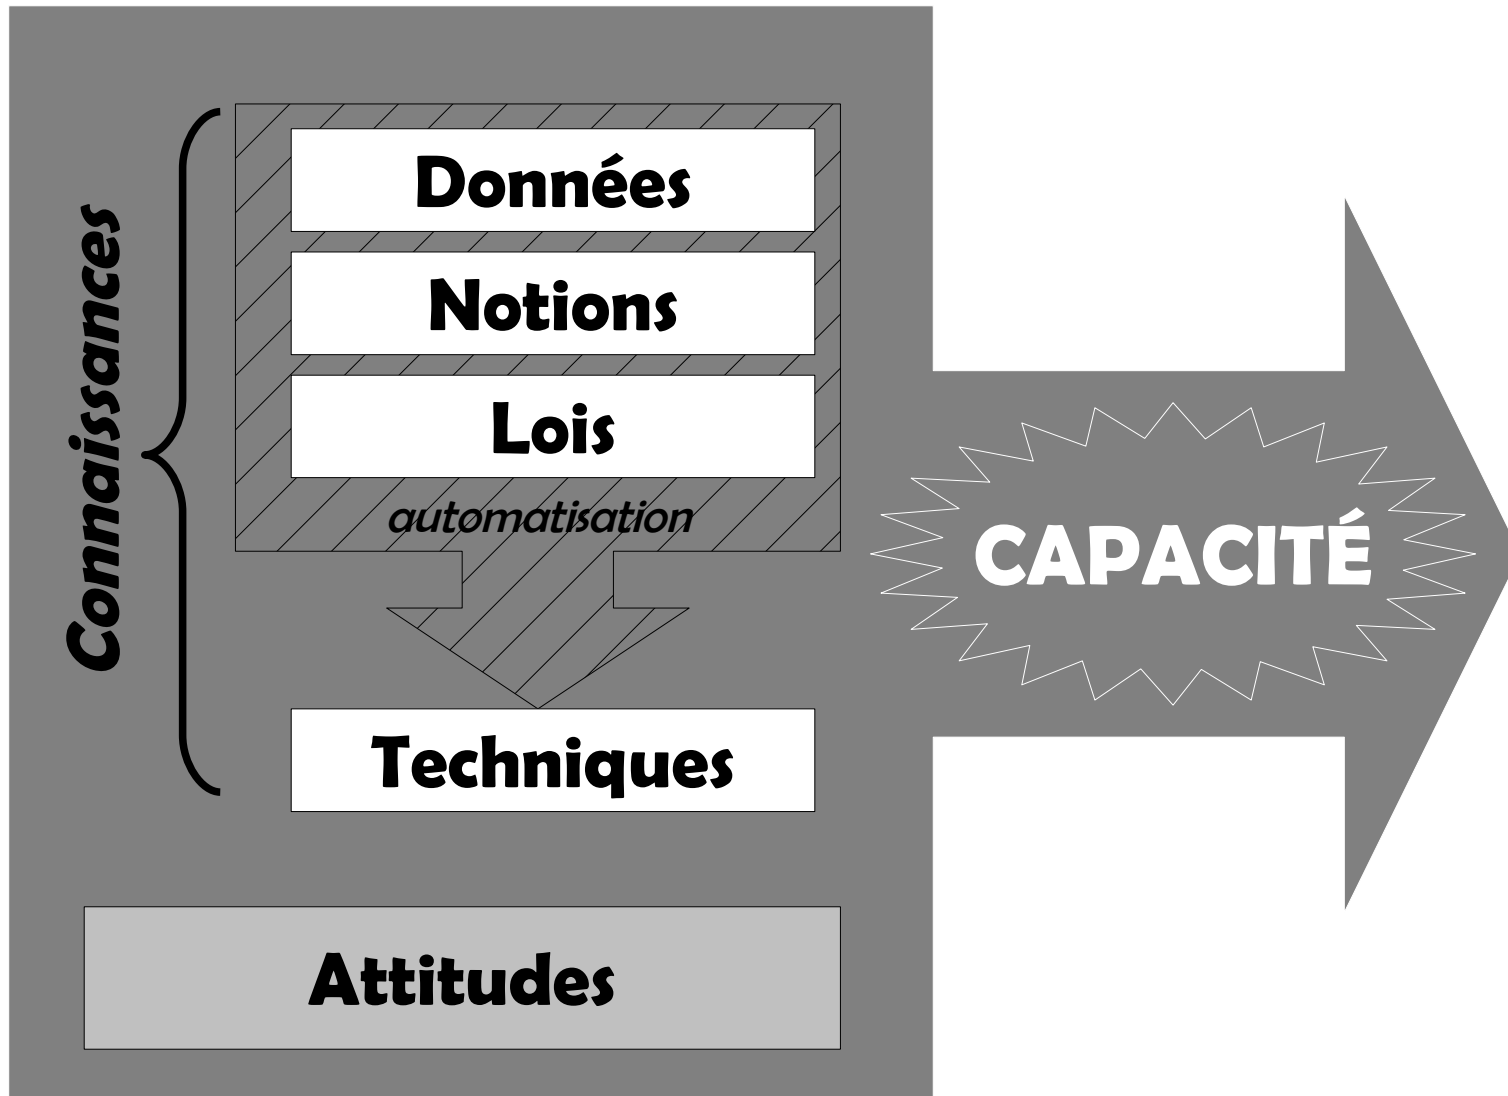 Connaissances
Données
Notions
Lois
automatisation
Techniques
Attitudes
CAPACITÉ